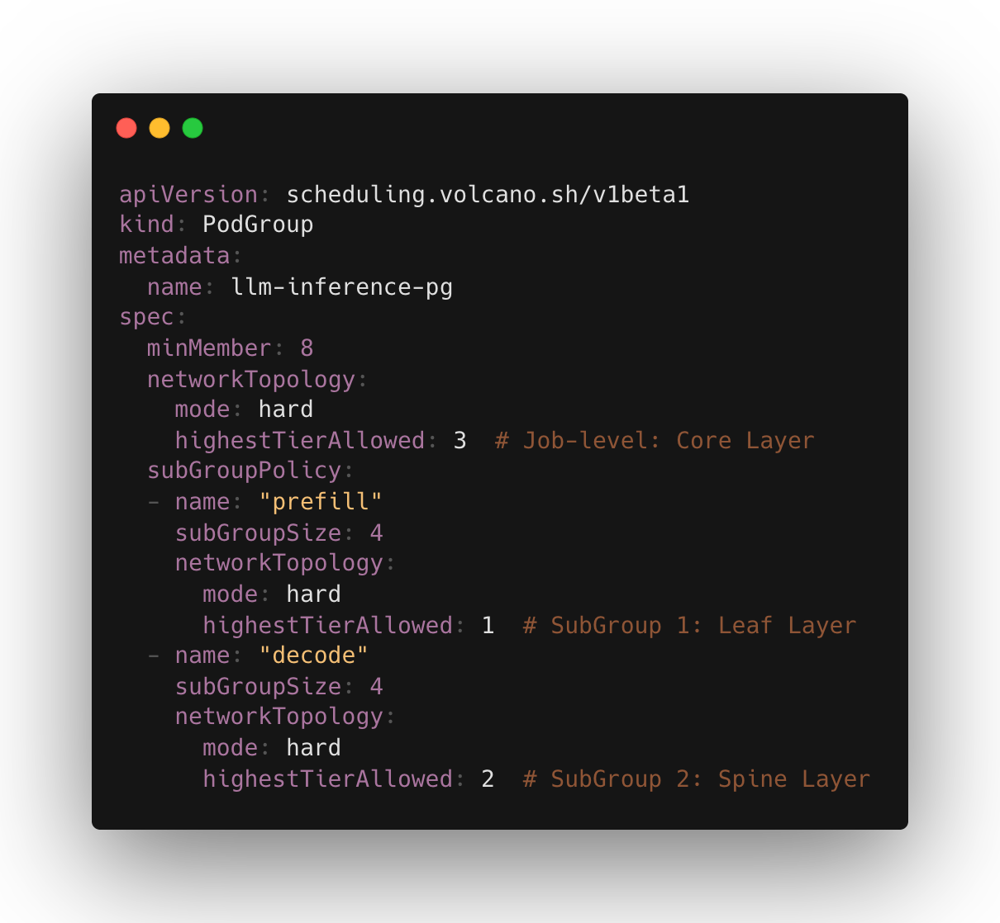 apiVersion: scheduling.volcano.sh/v1beta1
kind: PodGroup
metadata:
  name: llm-inference-pg
spec:
  minMember: 8
  networkTopology:
    mode: hard
    highestTierAllowed: 3  # Job-level: Core Layer
  subGroupPolicy:
  - name: "prefill"
    subGroupSize: 4
    networkTopology:
      mode: hard
      highestTierAllowed: 1  # SubGroup 1: Leaf Layer
  - name: "decode"
    subGroupSize: 4
    networkTopology:
      mode: hard
      highestTierAllowed: 2  # SubGroup 2: Spine Layer